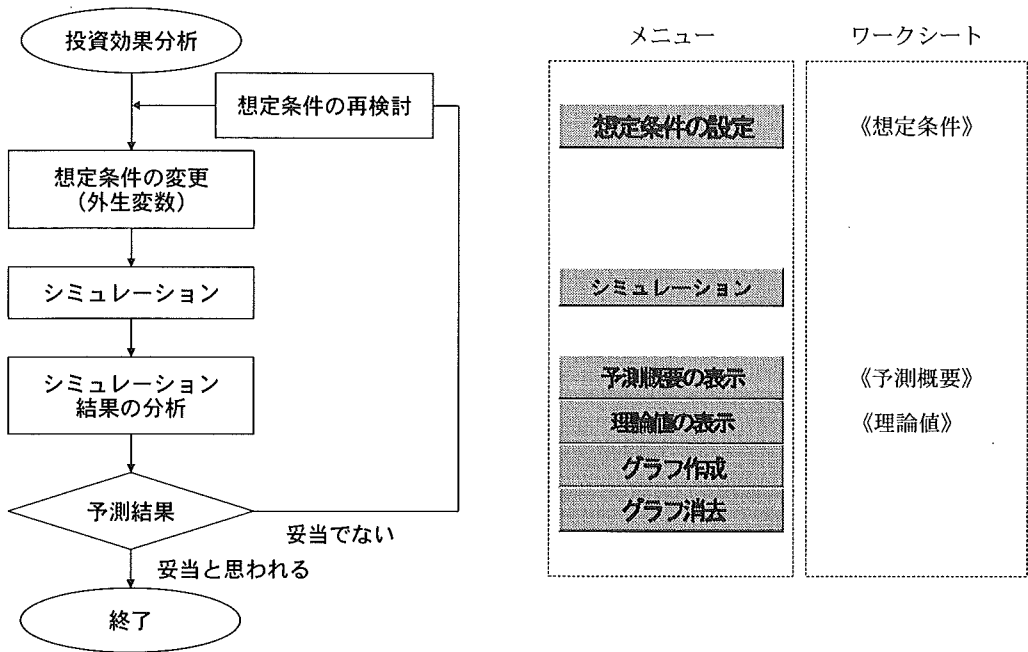 投資効果分析
想定条件の再検討
想定条件の変更
（外生変数）
シミュレーション
シミュレーション
結果の分析
予測結果
妥当でない
妥当と思われる
終了
メニュー
想定条件の設定
シミュレーション
予測概要の表示
理論値の表示
グラフ作成
グラフ消去
ワークシート
《想定条件》
《予測概要》
《理論値》